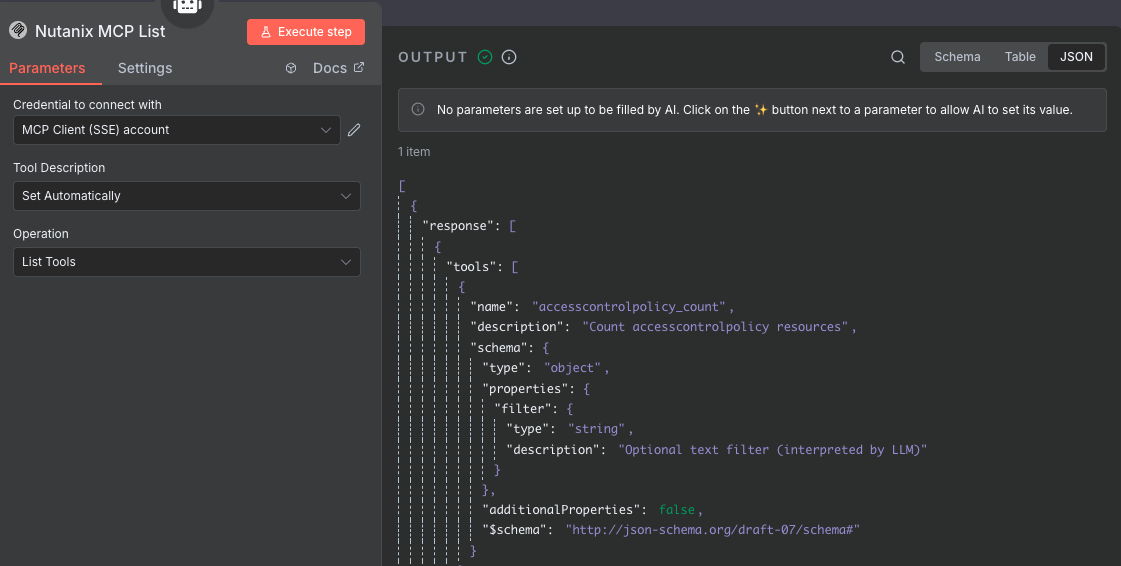 Nutanix MCP List
Execute step
Parameters
Settings
Docs
Credential to connect with
MCP Client (SSE) account
Tool Description
Set Automatically
Operation
List Tools
OUTPUT
Schema
Table
JSON
No parameters are set up to be filled by AI. Click on the ✨ button next to a parameter to allow AI to set its value.
1 item
[
{
"response": [
{
"tools": [
{
"name": "accesscontrolpolicy_count",
"description": "Count accesscontrolpolicy resources",
"schema": {
"type": "object",
"properties": {
"filter": {
"type": "string",
"description": "Optional text filter (interpreted by LLM)"
}
},
"additionalProperties": false,
"$schema": "http://json-schema.org/draft-07/schema#"
}